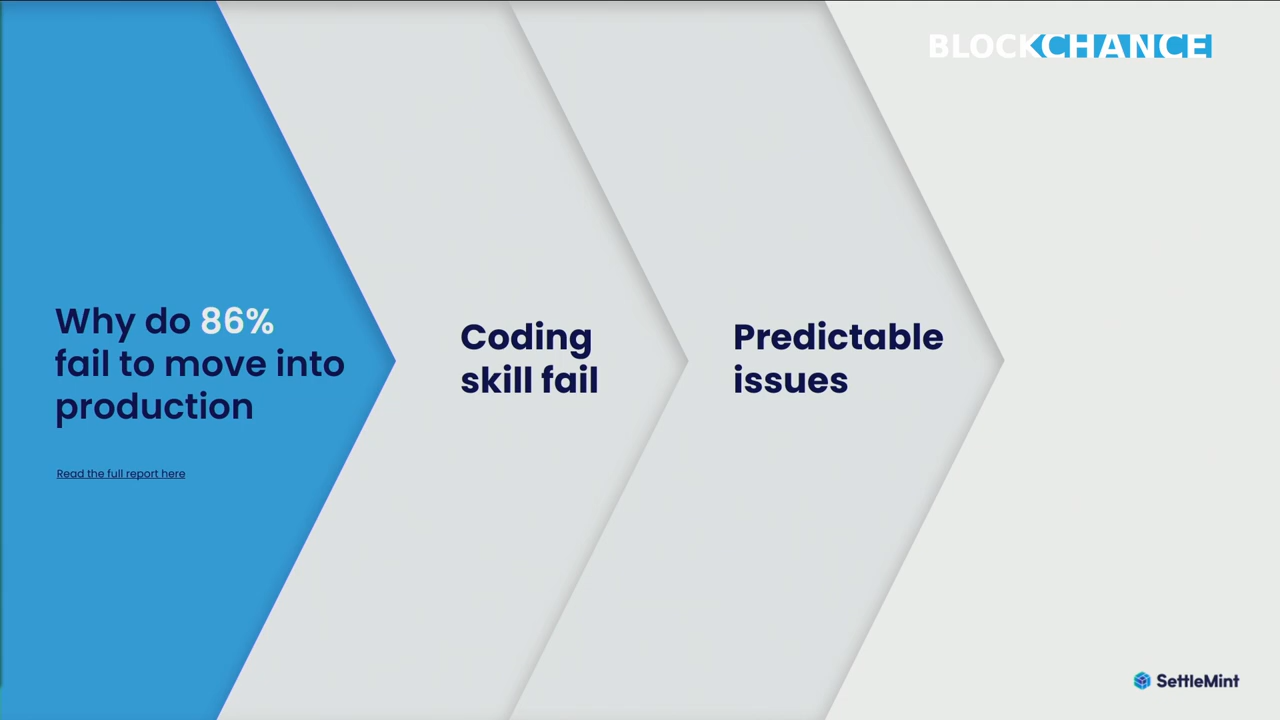 BLOCKCHANCE
Why do 86%
fail to move into
production
Read the full report here
Coding
skill fail
Predictable
issues
SettleMint